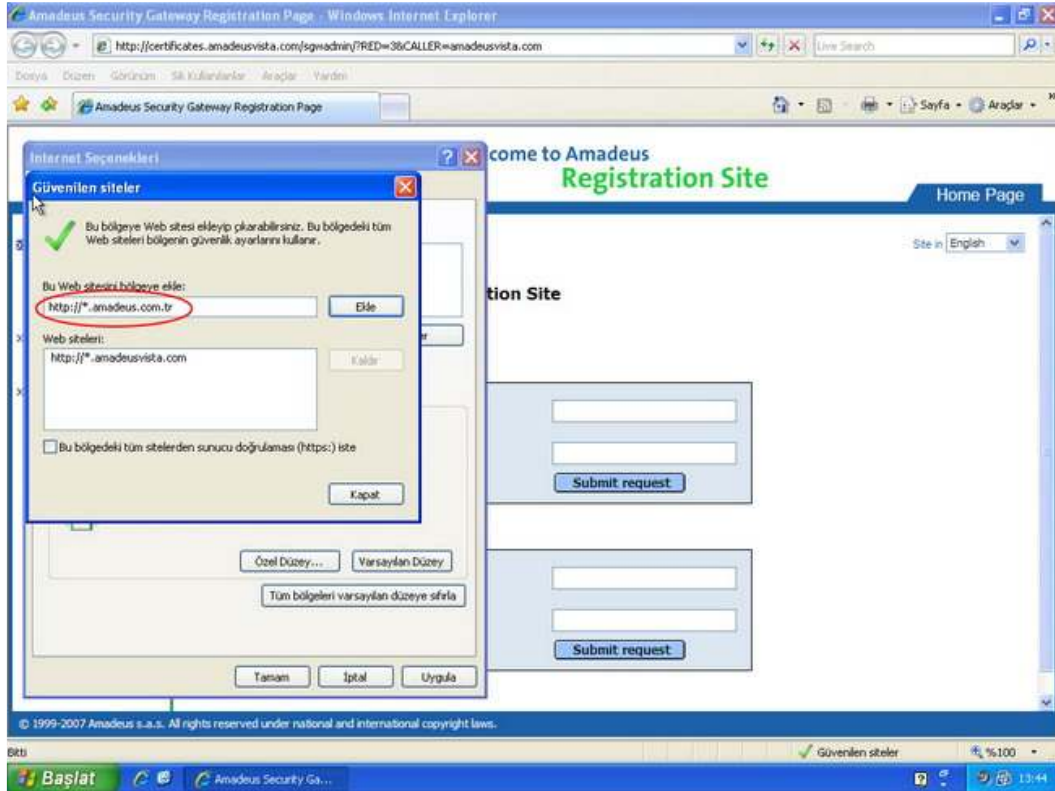 Amadeus Security Gateway Registration Page - Windows Internet Explorer
http://certificates.amadeusvista.com/sgwadmin/?RED=3&CALLER=amadeusvista.com
Live Search
Dosya Düzen Görünüm Sık Kullanılanlar Araçlar Yardım
Amadeus Security Gateway Registration Page
Sayfa
Araçlar
come to Amadeus
Registration Site
Home Page
Site in English
tion Site
Submit request
Submit request
İnternet Seçenekleri
Güvenilen siteler
Bu bölgeye Web sitesi ekleyip çıkarabilirsiniz. Bu bölgedeki tüm
Web siteleri bölgenin güvenlik ayarlarını kullanır.
Bu Web sitesini bölgeye ekle:
http://*.amadeus.com.tr
Ekle
Web siteleri:
http://*.amadeusvista.com
Kaldır
Bu bölgedeki tüm sitelerden sunucu doğrulaması (https:) iste
Kapat
Özel Düzey...
Varsayılan Düzey
Tüm bölgeleri varsayılan düzeye sıfırla
Tamam
İptal
Uygula
© 1999-2007 Amadeus s.a.s. All rights reserved under national and international copyright laws.
Bitti
Güvenilen siteler
%100
Başlat
Amadeus Security Ga...
13:44